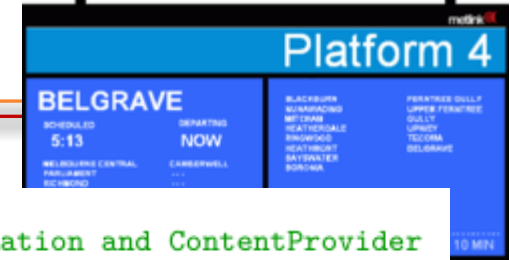 metlink
Platform 4
BELGRAVE
SCHEDULED DEPARTING
5:13 NOW
MELBOURNE CENTRAL CAMBERWELL
PARLIAMENT ---
RICHMOND ---
BLACKBURN
NUNAWADING
MITCHAM
HEATHERDALE
RINGWOOD
HEATHMONT
BAYSWATER
BORONIA
FERNTREE GULLY
UPPER FERNTREE
GULLY
UPWEY
TECOMA
BELGRAVE
10 MIN
ation and ContentProvider